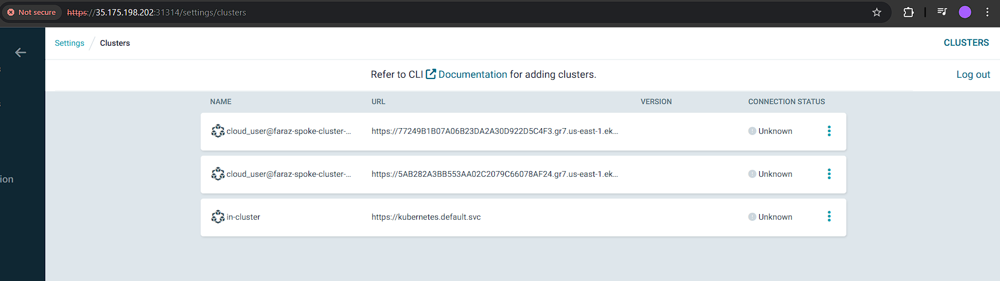 Not secure https://35.175.198.202:31314/settings/clusters
Settings / Clusters CLUSTERS
Refer to CLI Documentation for adding clusters. Log out
NAME URL VERSION CONNECTION STATUS
cloud_user@faraz-spoke-cluster-... https://77249B1B07A06B23DA2A30D922D5C4F3.gr7.us-east-1.ek... Unknown
cloud_user@faraz-spoke-cluster-... https://5AB282A3BB553AA02C2079C66078AF24.gr7.us-east-1.ek... Unknown
ion
in-cluster https://kubernetes.default.svc Unknown